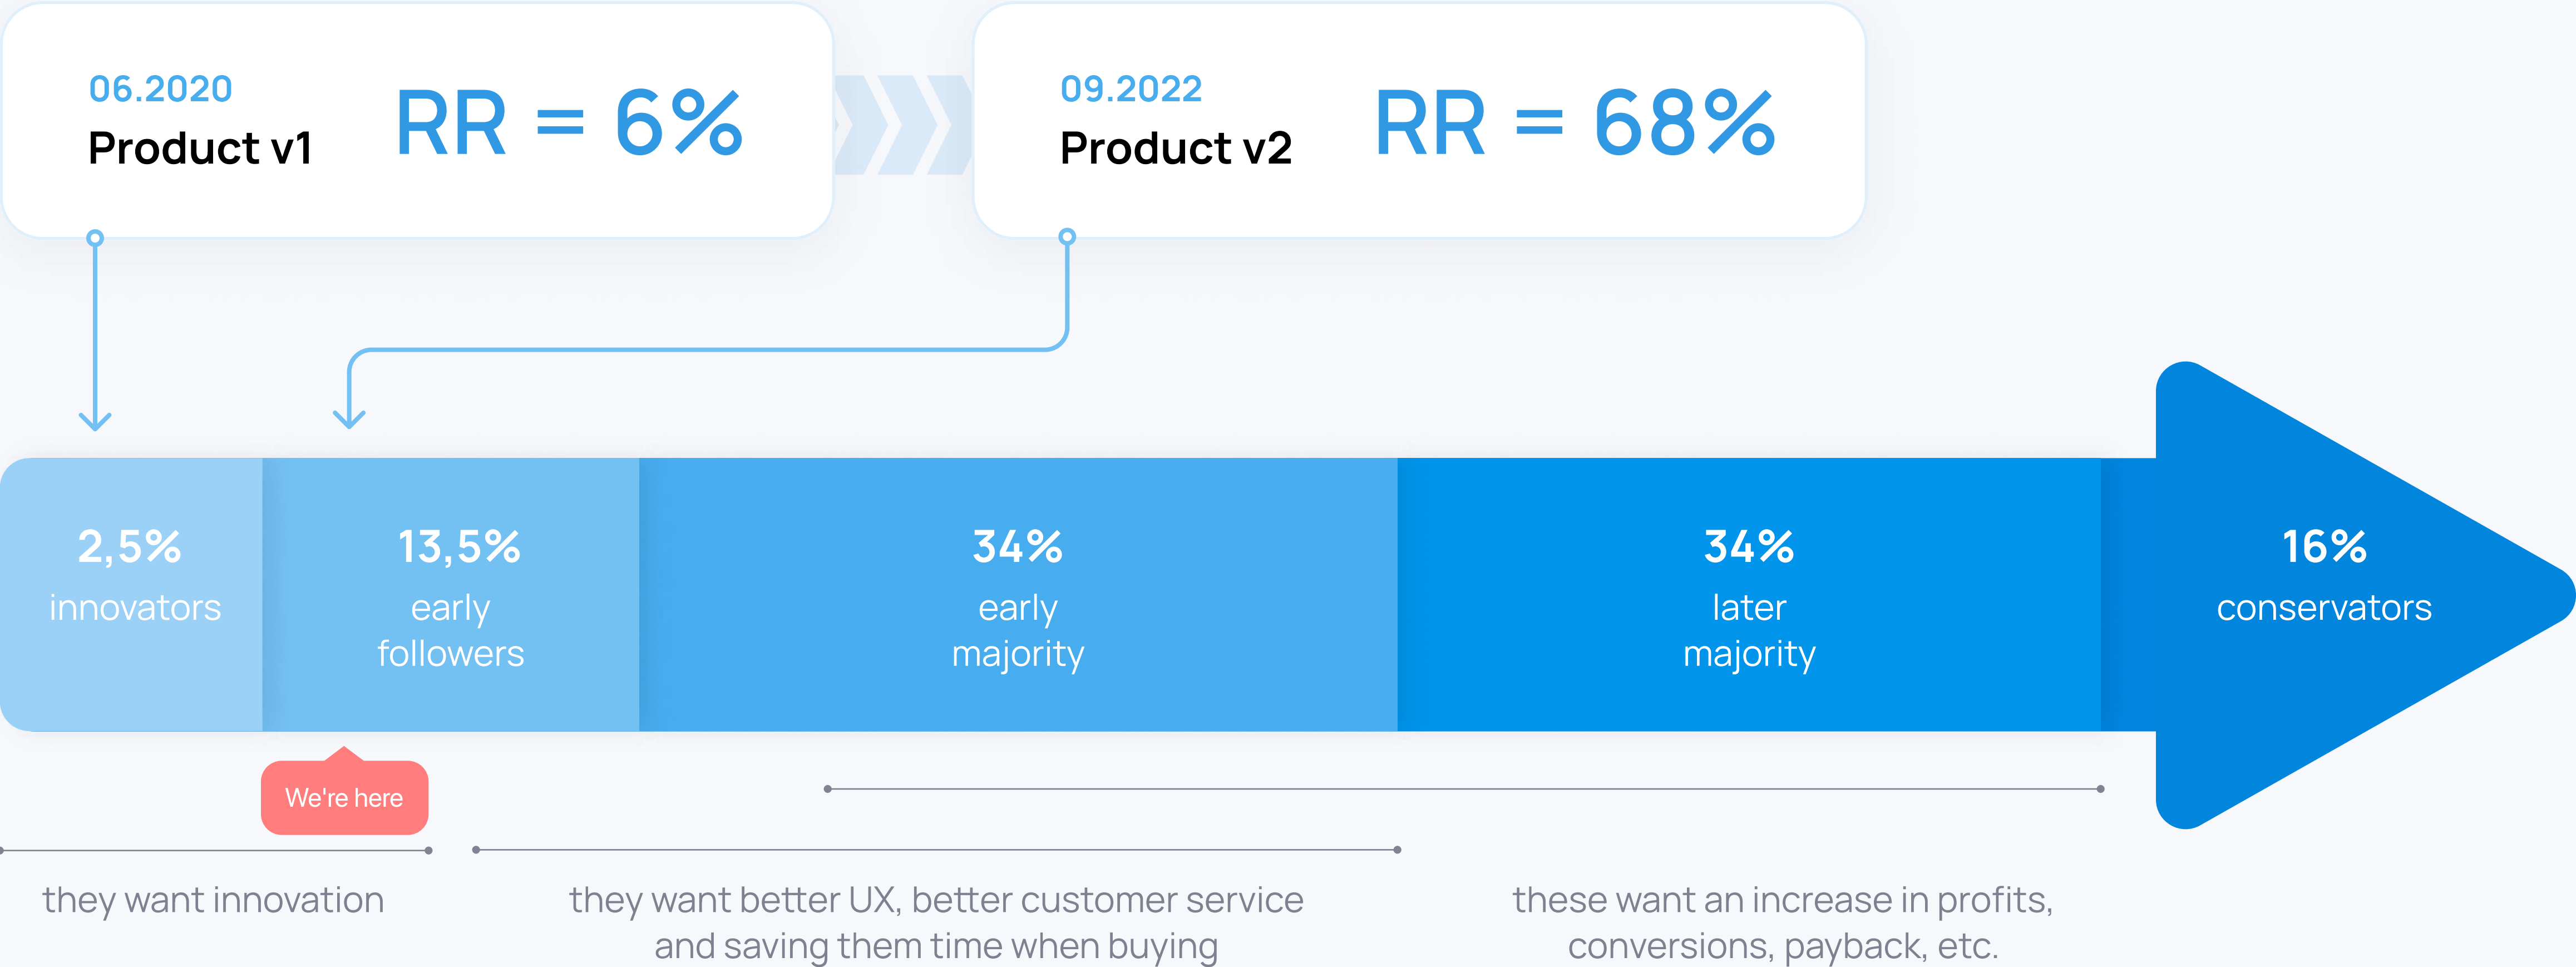 06.2020
Product v1
RR = 6%
09.2022
Product v2
RR = 68%
2,5%
innovators
13,5%
early
followers
34%
early
majority
34%
later
majority
16%
conservators
We're here
they want innovation
they want better UX, better customer service
and saving them time when buying
these want an increase in profits,
conversions, payback, etc.